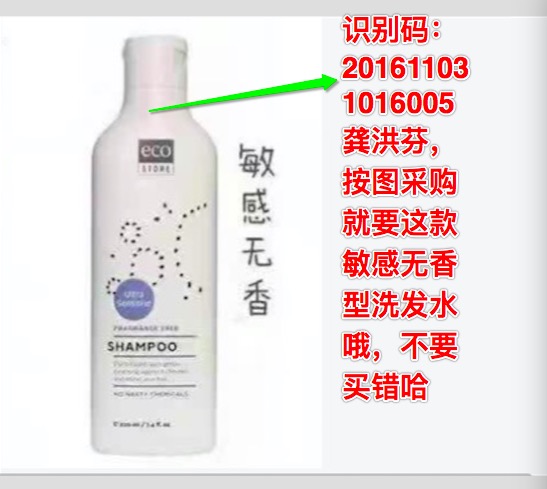 识别码：
20161103
1016005
龚洪芬，
按图采购
就要这款
敏感无香
型洗发水
哦，不要
买错哈
敏感无香
eco
STORE
Ultra
Sensitive
FRAGRANCE FREE
SHAMPOO
NO NASTY CHEMICALS